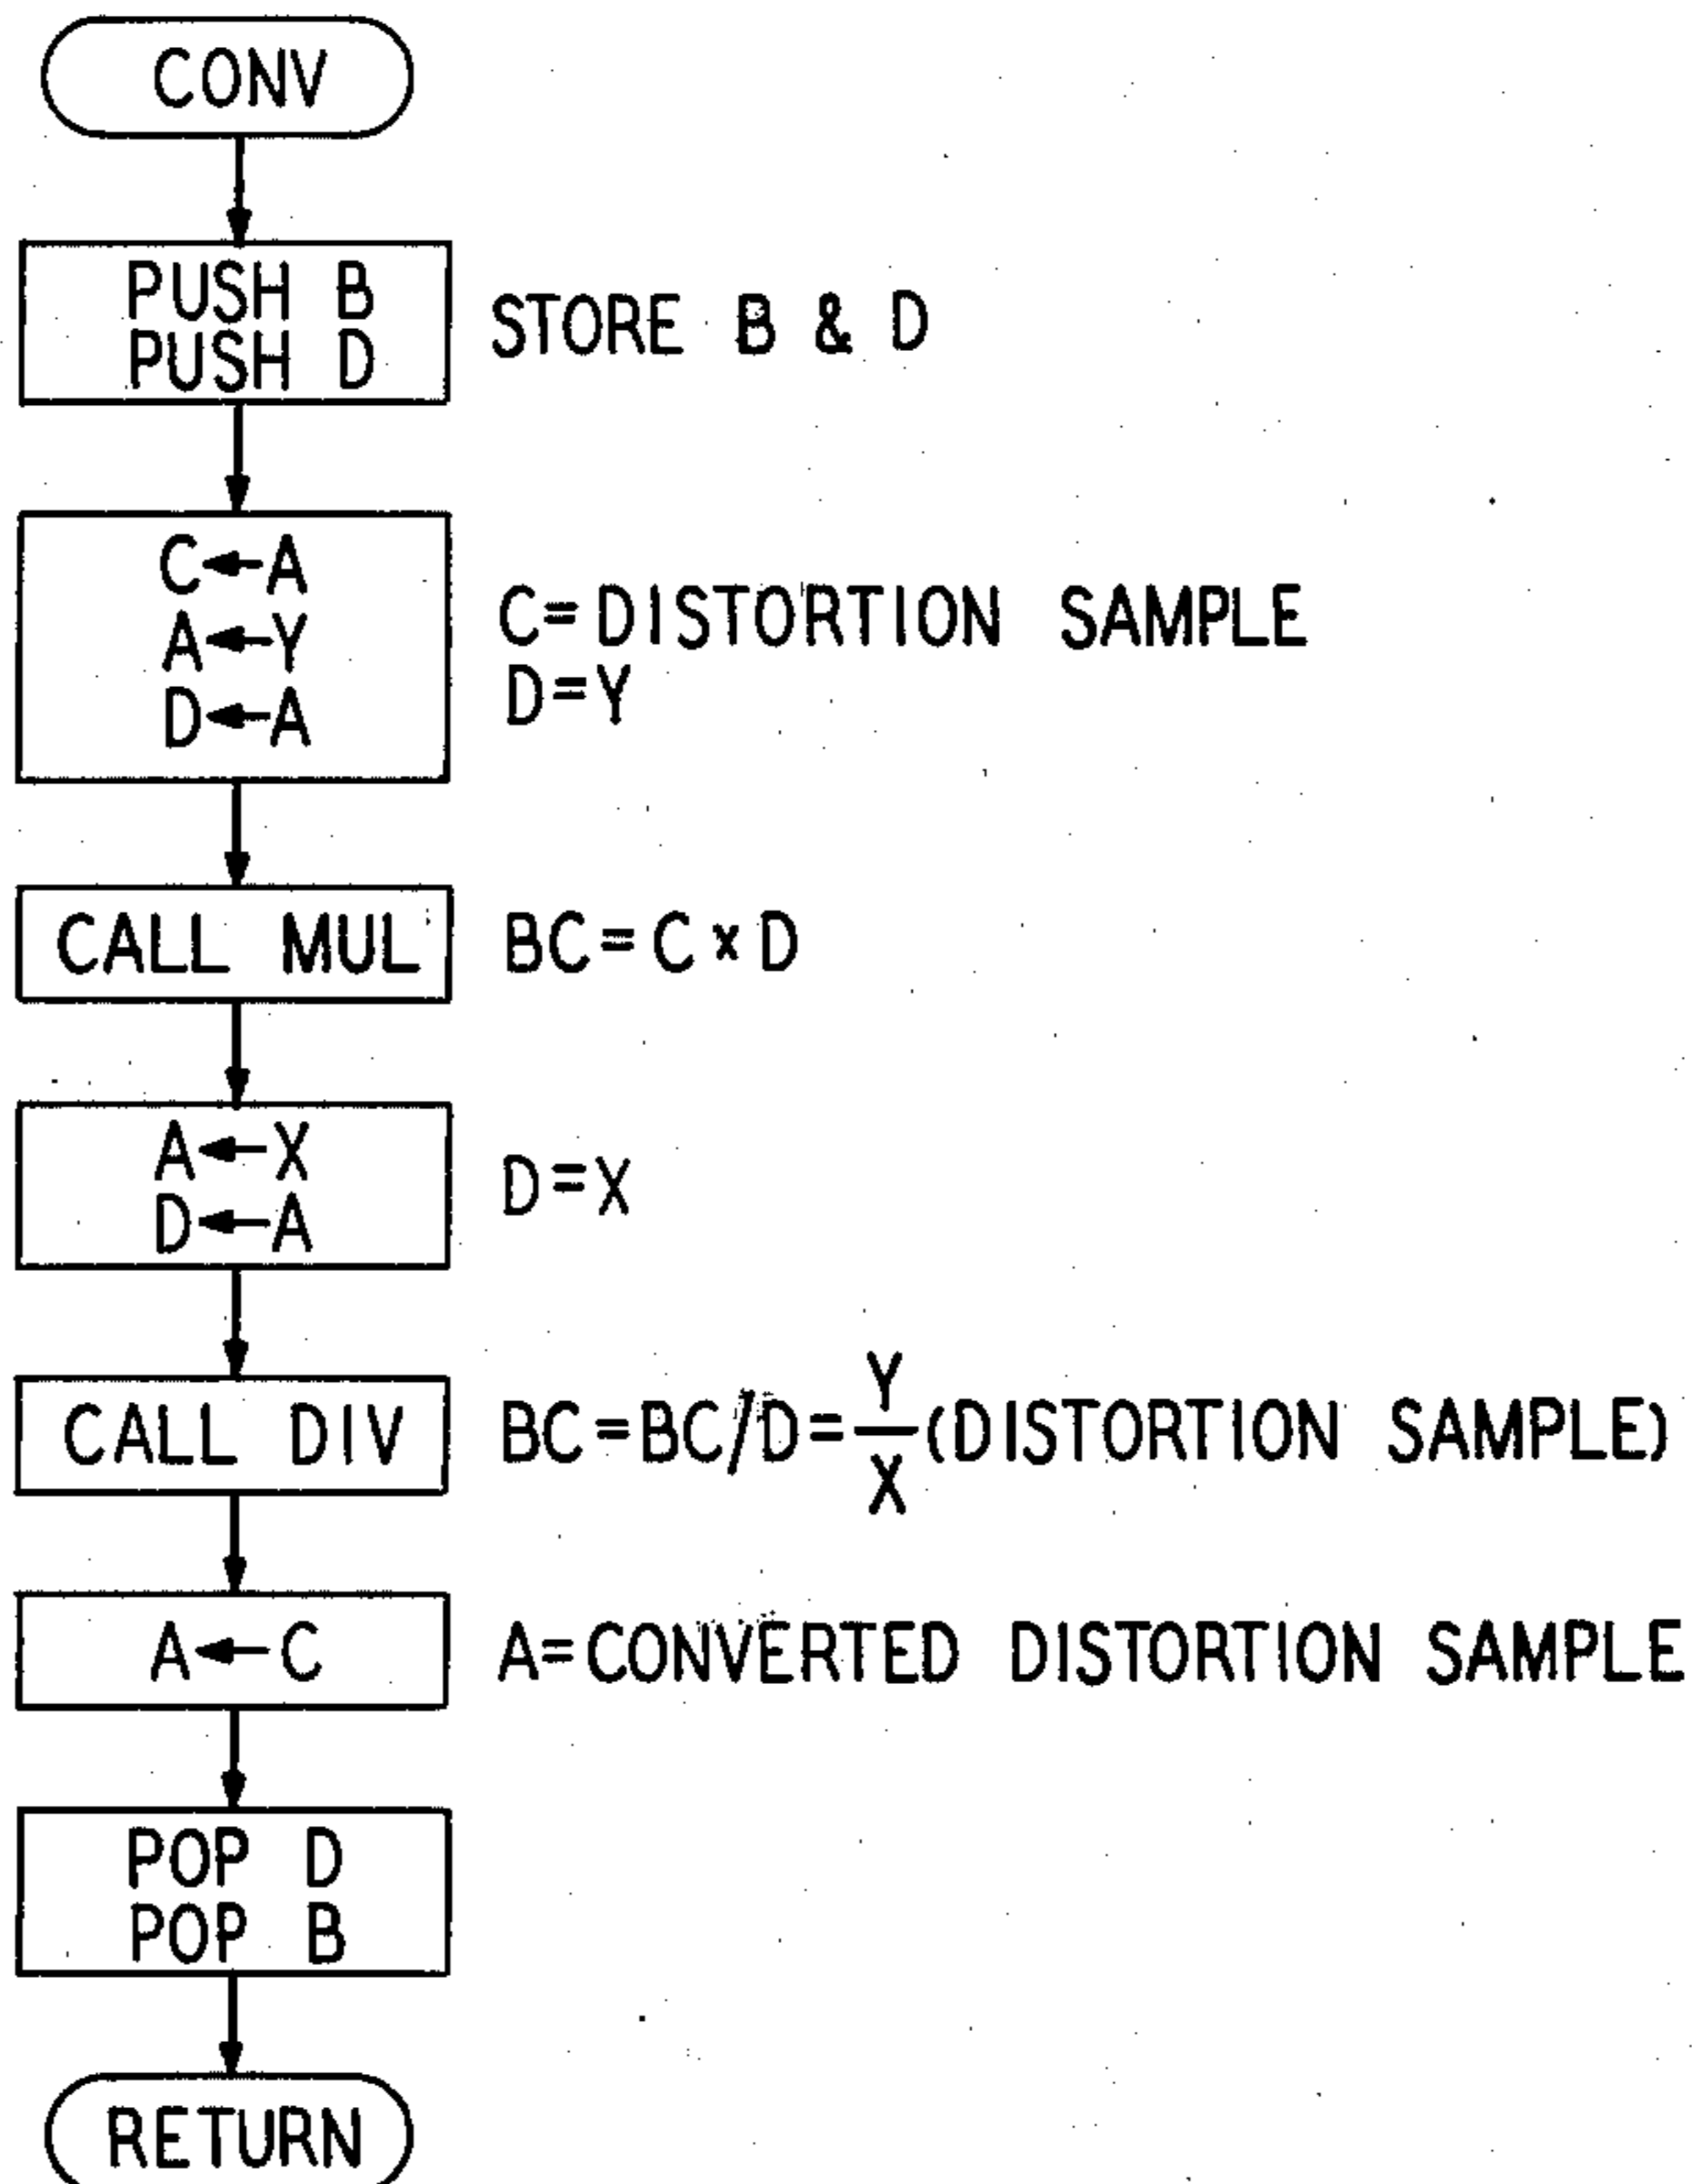 CONV
PUSH B
PUSH D
STORE B & D
C←A
A←Y
D←A
C=DISTORTION SAMPLE
D=Y
CALL MUL
BC=C×D
A←X
D←A
D=X
CALL DIV
BC=BC/D=Y/X(DISTORTION SAMPLE)
A←C
A=CONVERTED DISTORTION SAMPLE
POP D
POP B
RETURN